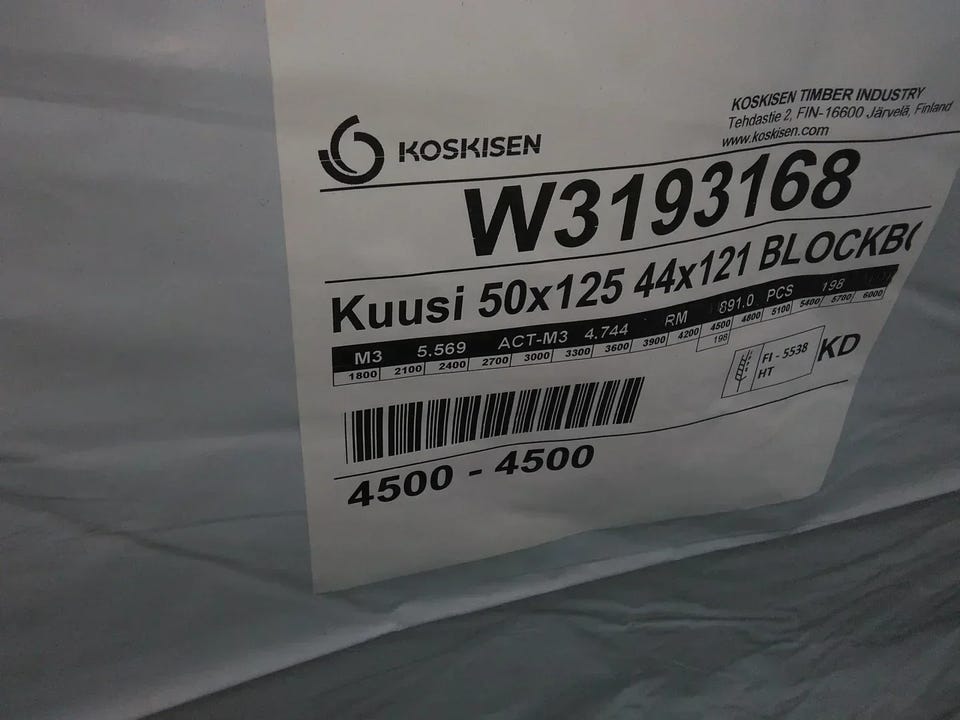 KOSKISEN
KOSKISEN TIMBER INDUSTRY
Tehdastie 2, FIN-16600 Järvelä, Finland
www.koskisen.com
W3193168
Kuusi 50x125 44x121
M3 5.569 ACT-M3 4.744 RM 891.0 PCS 198
1800 2100 2400 2700 3000 3300 3600 3900 4200 4500 4800 5100 5400 5700 6000
198
FI - 5538
HT
KD
4500 - 4500